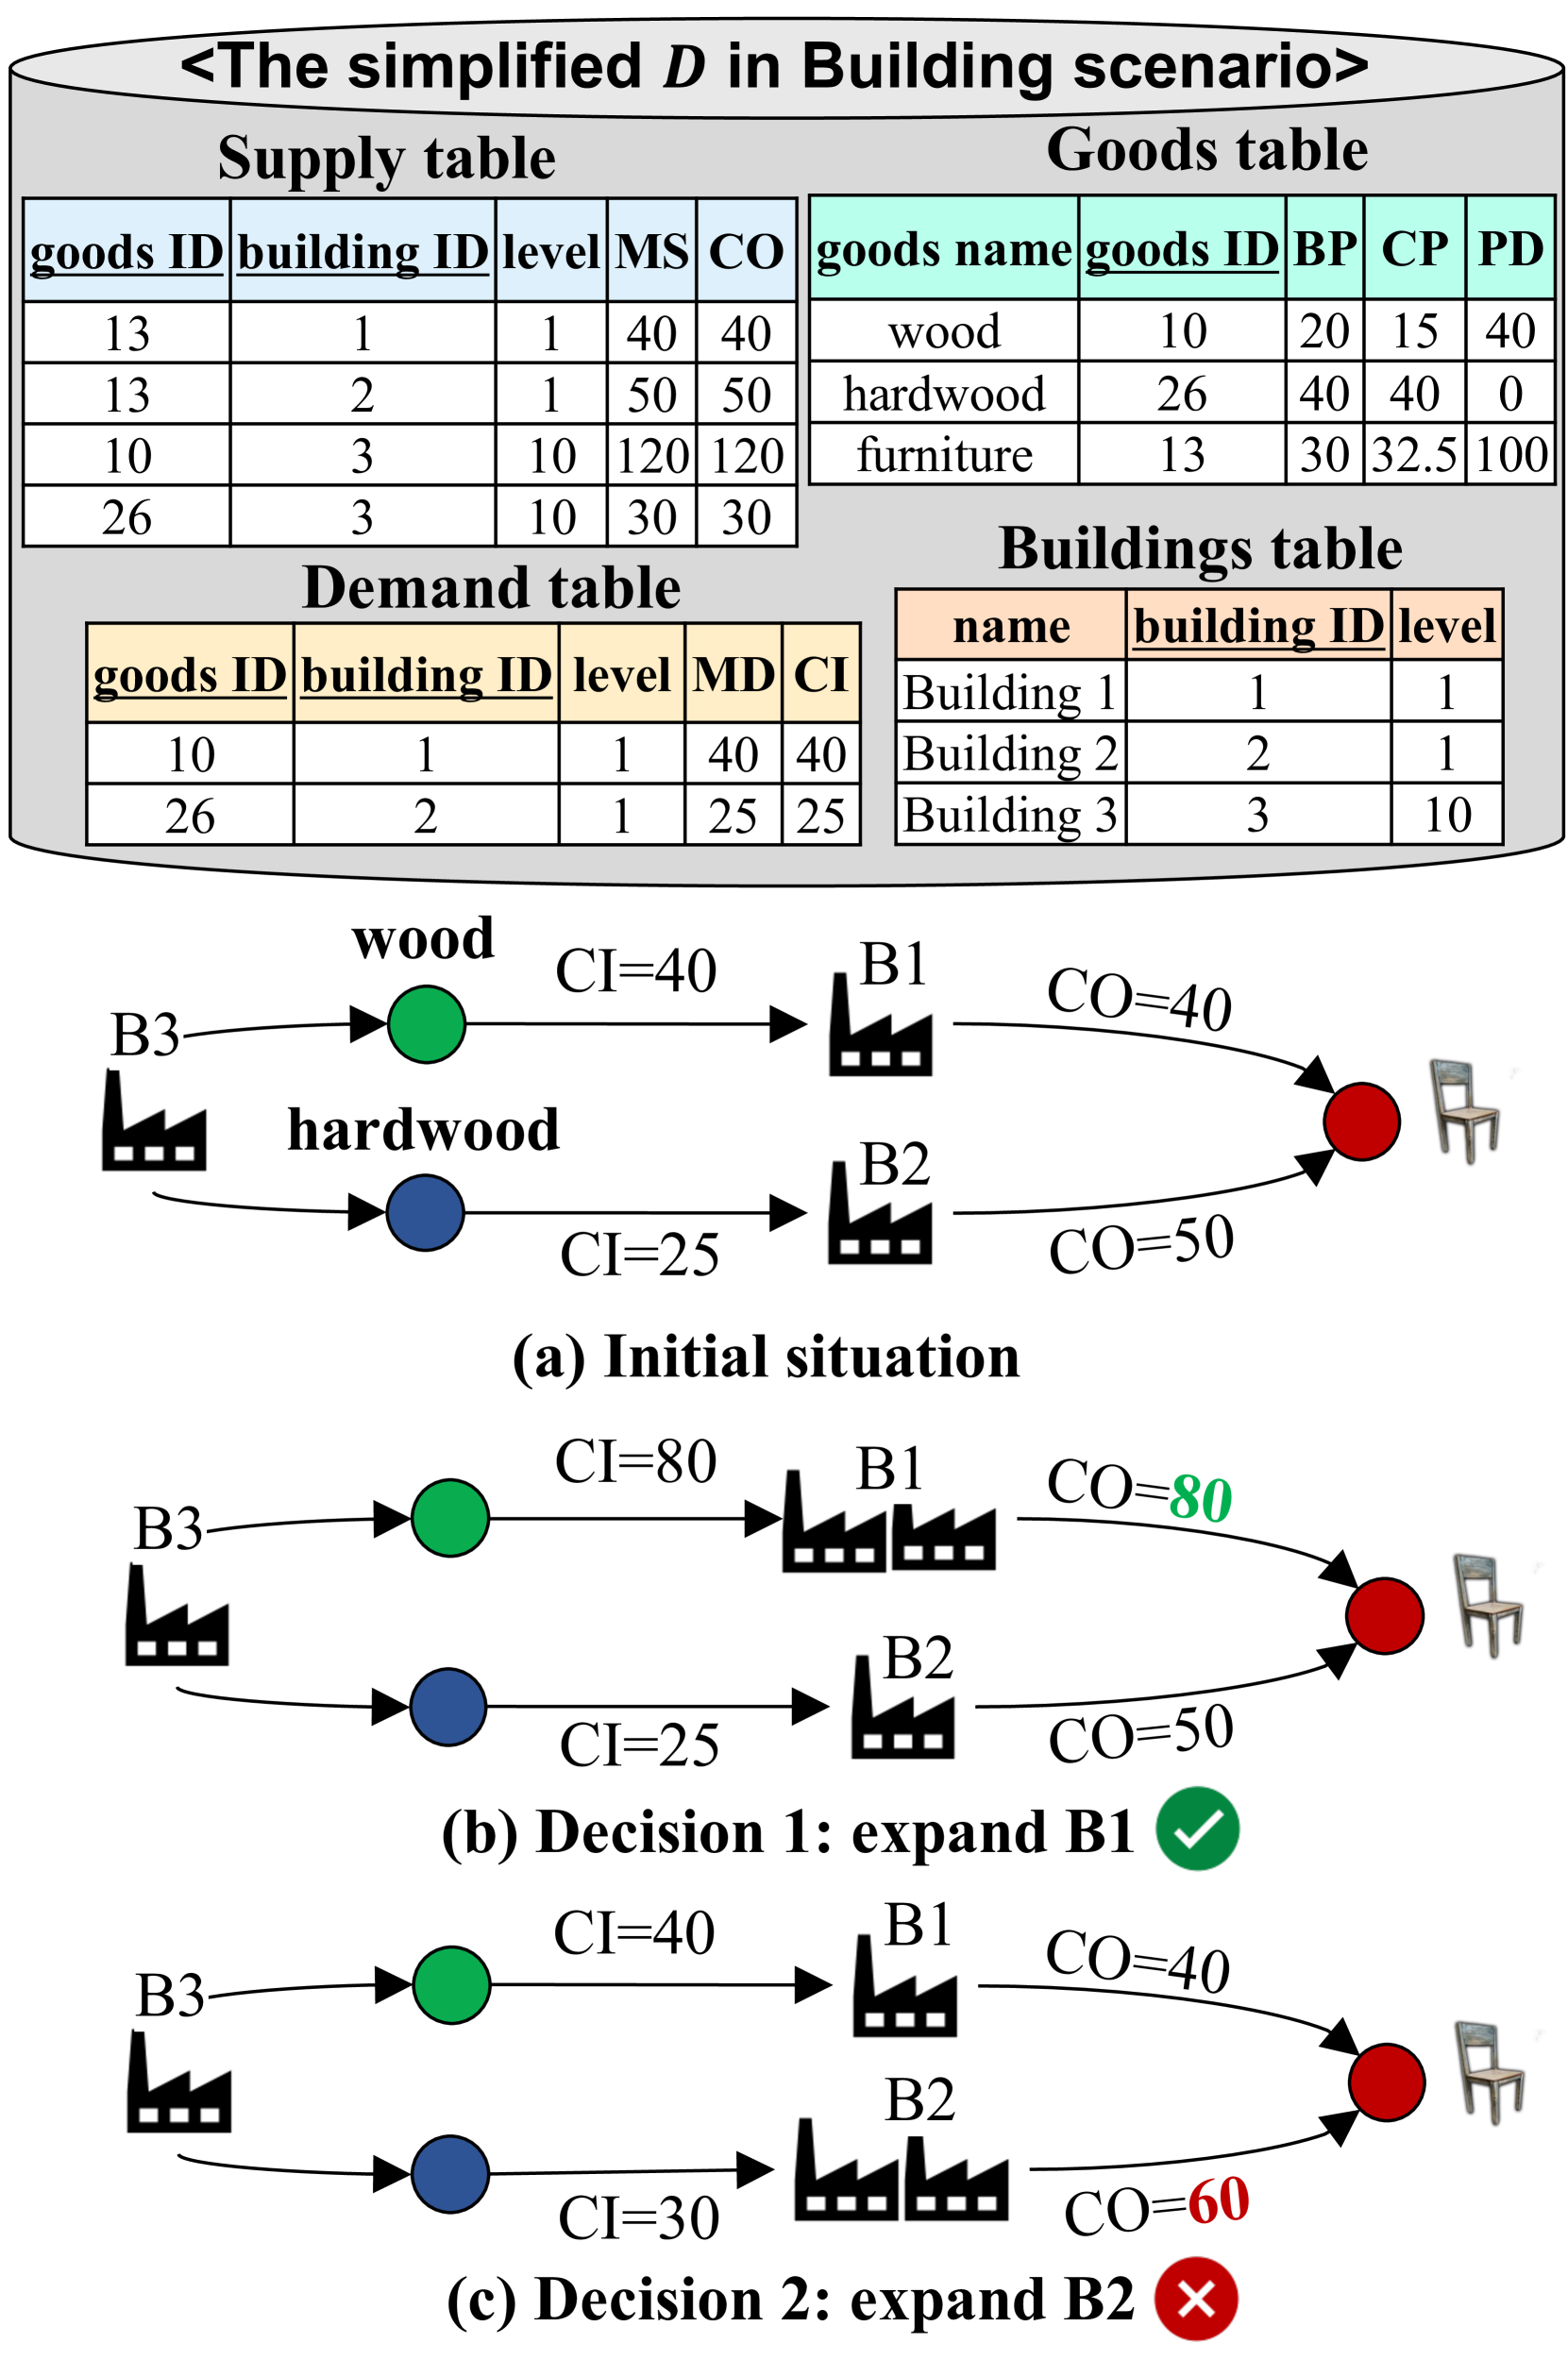 <The simplified D in Building scenario>
Supply table
goods ID building ID level MS CO
13 1 1 40 40
13 2 1 50 50
10 3 10 120 120
26 3 10 30 30
Goods table
goods name goods ID BP CP PD
wood 10 20 15 40
hardwood 26 40 40 0
furniture 13 30 32.5 100
Demand table
goods ID building ID level MD CI
10 1 1 40 40
26 2 1 25 25
Buildings table
name building ID level
Building 1 1 1
Building 2 2 1
Building 3 3 10
wood
CI=40
B1
CO=40
B3
hardwood
B2
CI=25
CO=50
(a) Initial situation
CI=80
B1
CO=80
B3
B2
CI=25
CO=50
(b) Decision 1: expand B1
CI=40
B1
CO=40
B3
B2
CI=30
CO=60
(c) Decision 2: expand B2